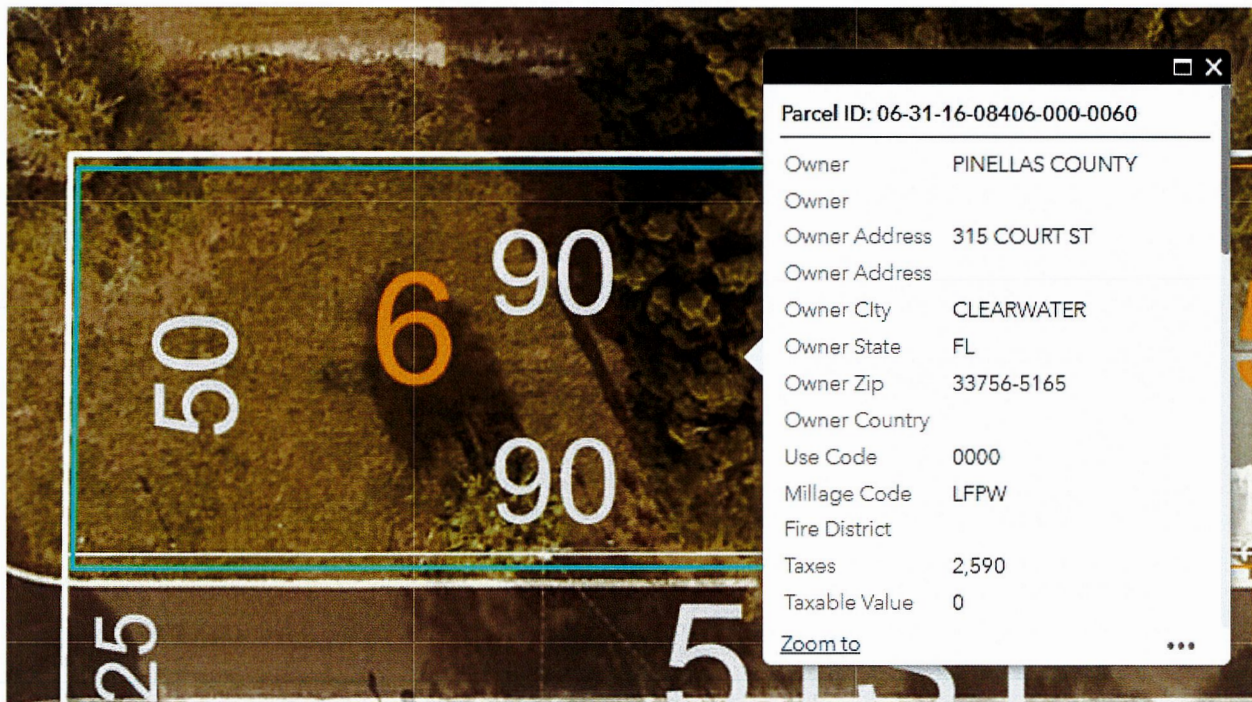 Parcel ID: 06-31-16-08406-000-0060
Owner PINELLAS COUNTY
Owner
Owner Address 315 COURT ST
Owner Address
Owner CIty CLEARWATER
Owner State FL
Owner Zip 33756-5165
Owner Country
Use Code 0000
Millage Code LFPW
Fire District
Taxes 2,590
Taxable Value 0
Zoom to
90
6
50
90
25